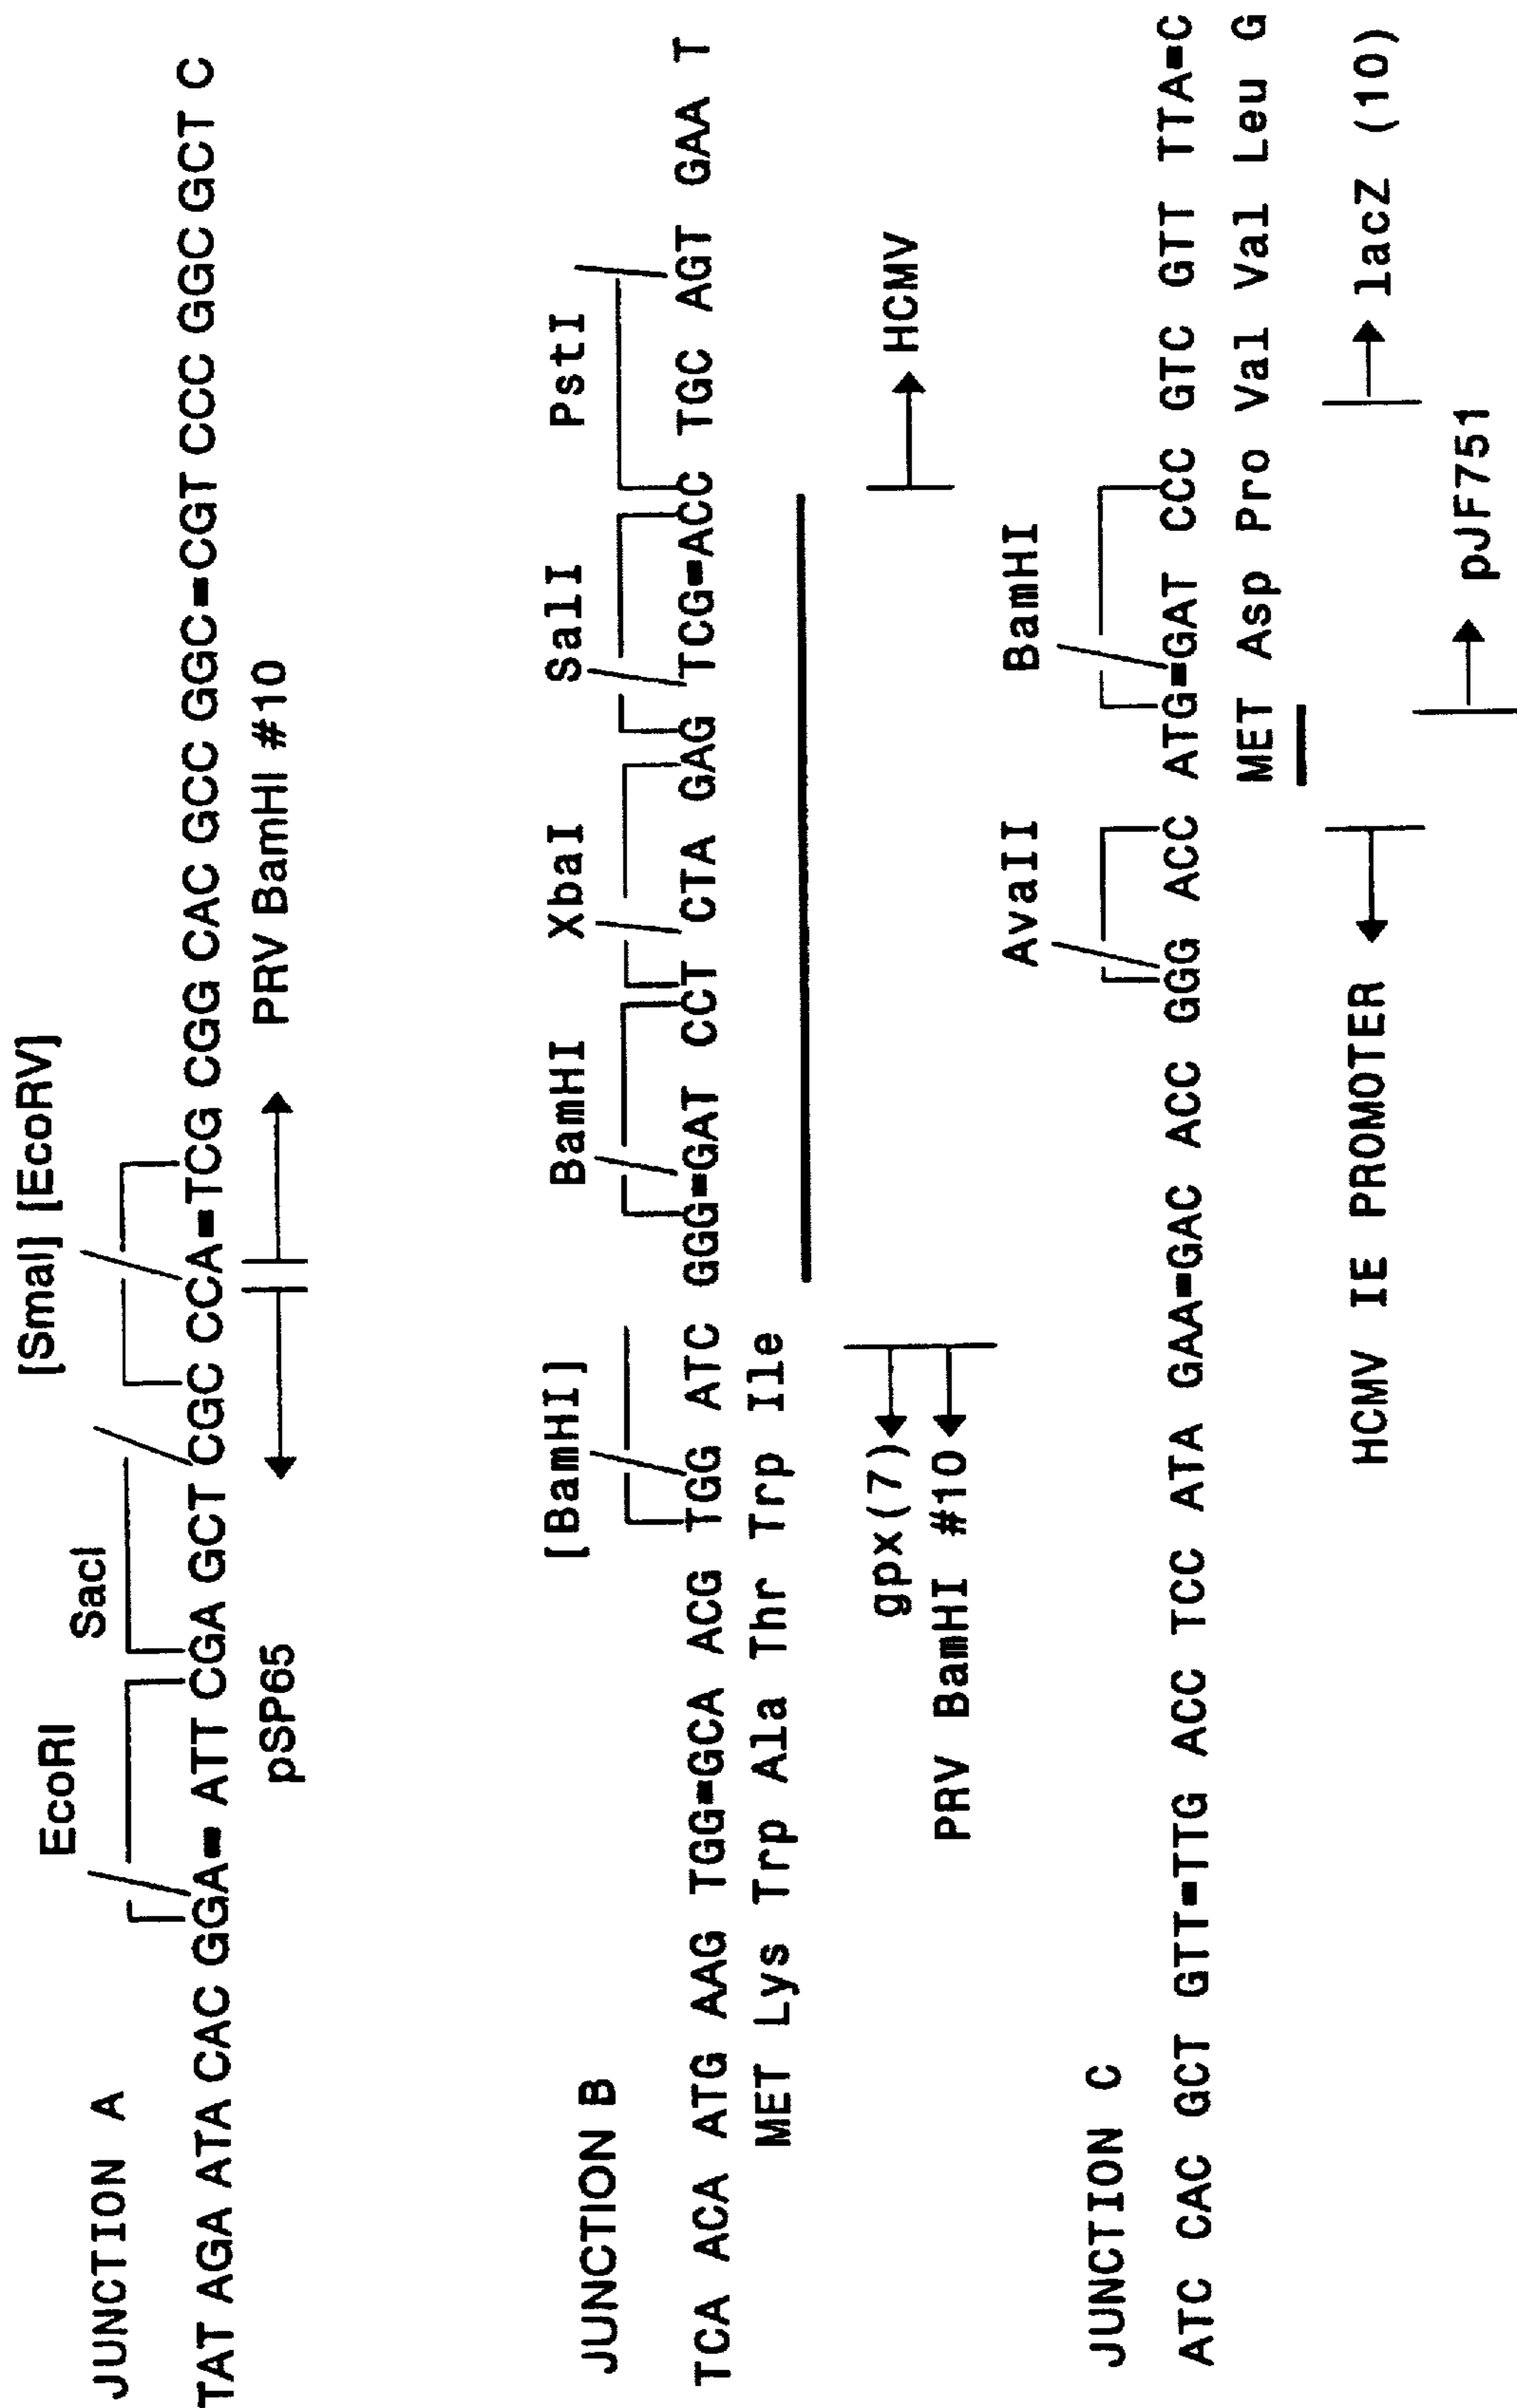 JUNCTION A
EcoRI SacI [SmaI] [EcoRV]
TAT AGA ATA CAC GGA= ATT CGA GCT CGC CCA=TCG CGG CAC GCC GGC=CGT CCC GGC GCT C
pSP65 PRV BamHI #10
JUNCTION B
[BamHI] BamHI XbaI SalI PstI
TCA ACA ATG AAG TGG=GCA ACG TGG ATC GGG=GAT CCT CTA GAG TCG=ACC TGC AGT GAA T
MET Lys Trp Ala Thr Trp Ile
gpx(7) HCMV
PRV BamHI #10
JUNCTION C
AvaII BamHI
ATC CAC GCT GTT=TTG ACC TCC ATA GAA=GAC ACC GGG ACC ATG=GAT CCC GTC GTT TTA=C
MET Asp Pro Val Val Leu G
HCMV IE PROMOTER lacZ (10)
pJF751